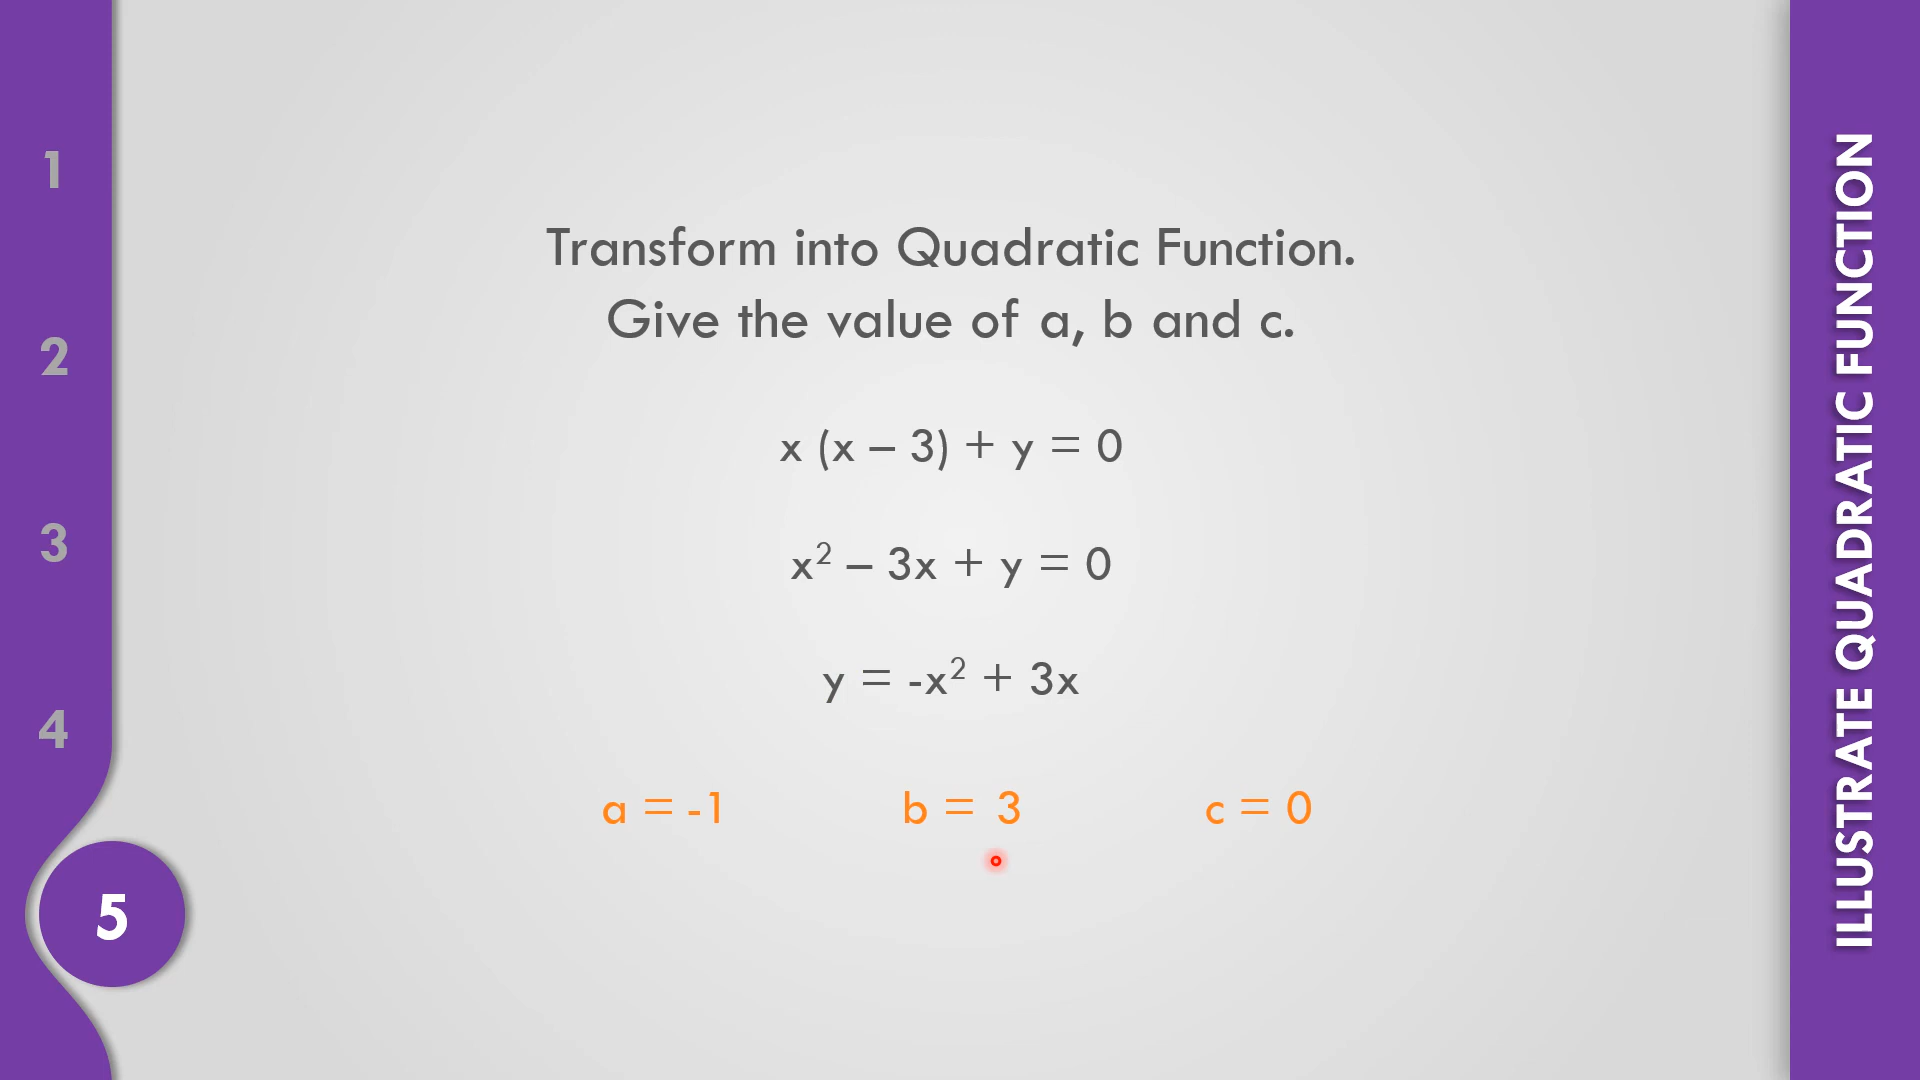 1
2
3
4
5
Transform into Quadratic Function.
Give the value of a, b and c.
x (x – 3) + y = 0
x² – 3x + y = 0
y = -x² + 3x
a = -1 b = 3 c = 0
ILLUSTRATE QUADRATIC FUNCTION